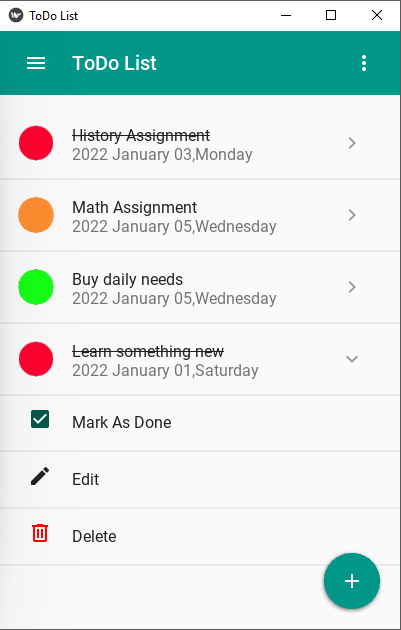 ToDo List
ToDo List
History Assignment
2022 January 03,Monday
Math Assignment
2022 January 05,Wednesday
Buy daily needs
2022 January 05,Wednesday
Learn something new
2022 January 01,Saturday
Mark As Done
Edit
Delete